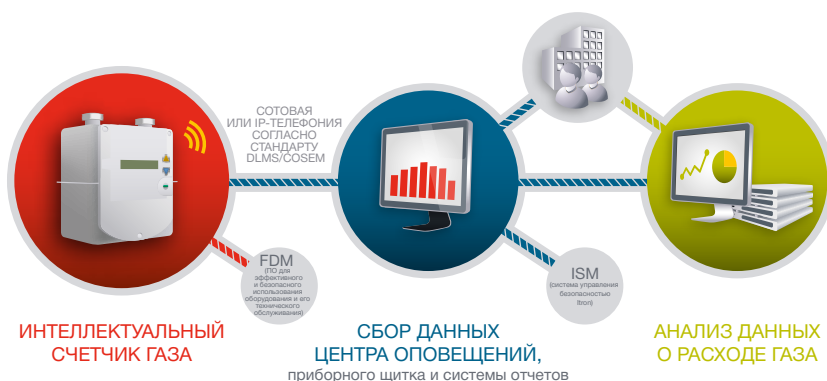 СОТОВАЯ
ИЛИ IP-ТЕЛЕФОНИЯ
СОГЛАСНО
СТАНДАРТУ
DLMS/COSEM
FDM
(ПО для
эффективного
и безопасного
использования
оборудования и его
технического
обслуживания)
ISM
(система управления
безопасностью
Itron)
ИНТЕЛЛЕКТУАЛЬНЫЙ
СЧЕТЧИК ГАЗА
СБОР ДАННЫХ
ЦЕНТРА ОПОВЕЩЕНИЙ,
приборного щитка и системы отчетов
АНАЛИЗ ДАННЫХ
О РАСХОДЕ ГАЗА